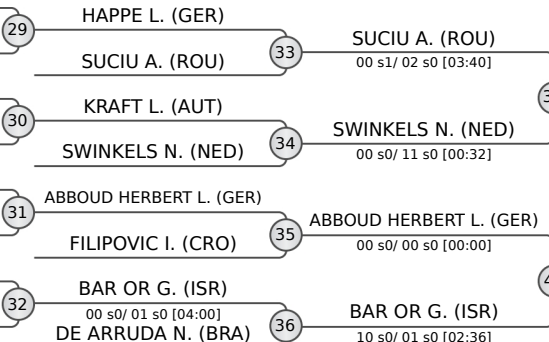 HAPPE L. (GER)
29
SUCIU A. (ROU)
33
SUCIU A. (ROU)
00 s1/ 02 s0 [03:40]
KRAFT L. (AUT)
30
SWINKELS N. (NED)
34
SWINKELS N. (NED)
00 s0/ 11 s0 [00:32]
ABBOUD HERBERT L. (GER)
31
FILIPOVIC I. (CRO)
35
ABBOUD HERBERT L. (GER)
00 s0/ 00 s0 [00:00]
BAR OR G. (ISR)
32
00 s0/ 01 s0 [04:00]
DE ARRUDA N. (BRA)
36
BAR OR G. (ISR)
10 s0/ 01 s0 [02:36]